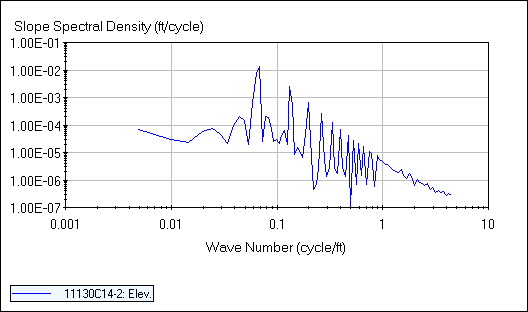 Slope Spectral Density (ft/cycle)
1.00E-01
1.00E-02
1.00E-03
1.00E-04
1.00E-05
1.00E-06
1.00E-07
0.001 0.01 0.1 1 10
Wave Number (cycle/ft)
11130C14-2: Elev.